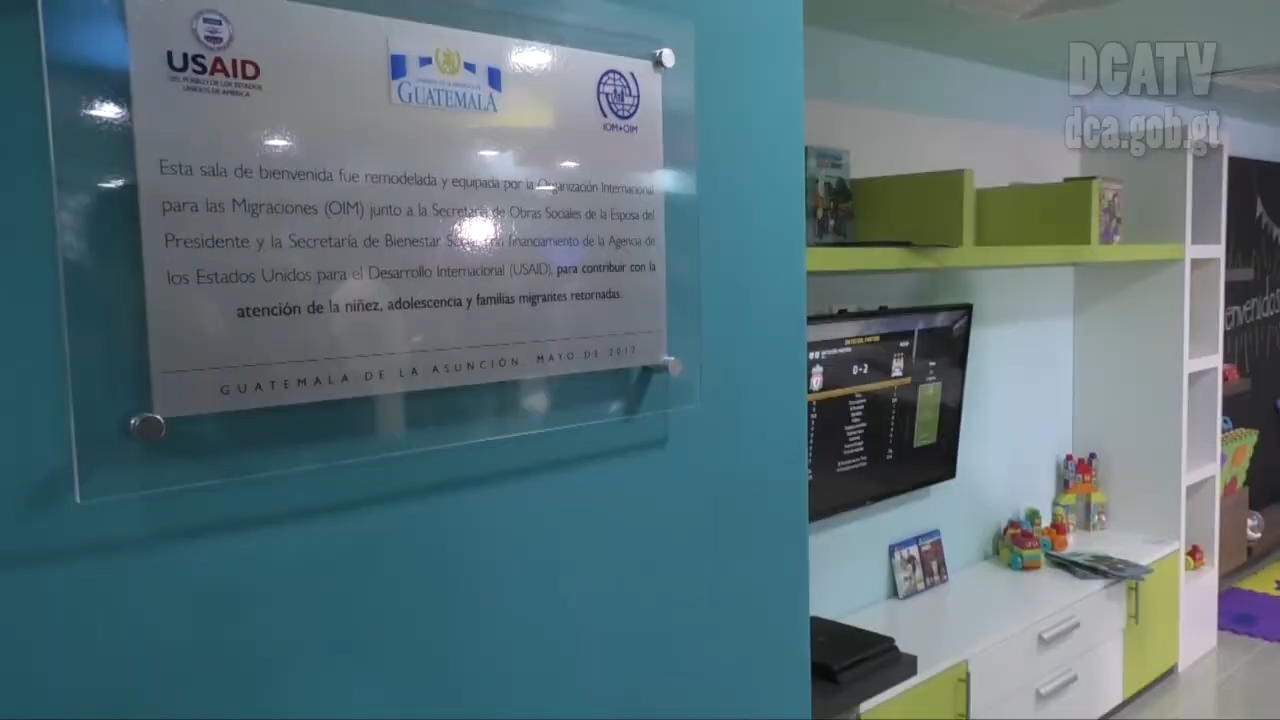 DCATV
dca.gob.gt
USAID
DEL PUEBLO DE LOS ESTADOS
UNIDOS DE AMÉRICA
GUATEMALA
IOM•OIM
Esta sala de bienvenida fue remodelada y equipada por la Organización Internacional
para las Migraciones (OIM) junto a la Secretaría de Obras Sociales de la Esposa del
Presidente y la Secretaría de Bienestar financiamiento de la Agencia de
los Estados Unidos para el Desarrollo Internacional (USAID), para contribuir con la
atención de la niñez, adolescencia y familias migrantes retornadas.
GUATEMALA DE LA ASUNCIÓN, MAYO DE 2017
0-2